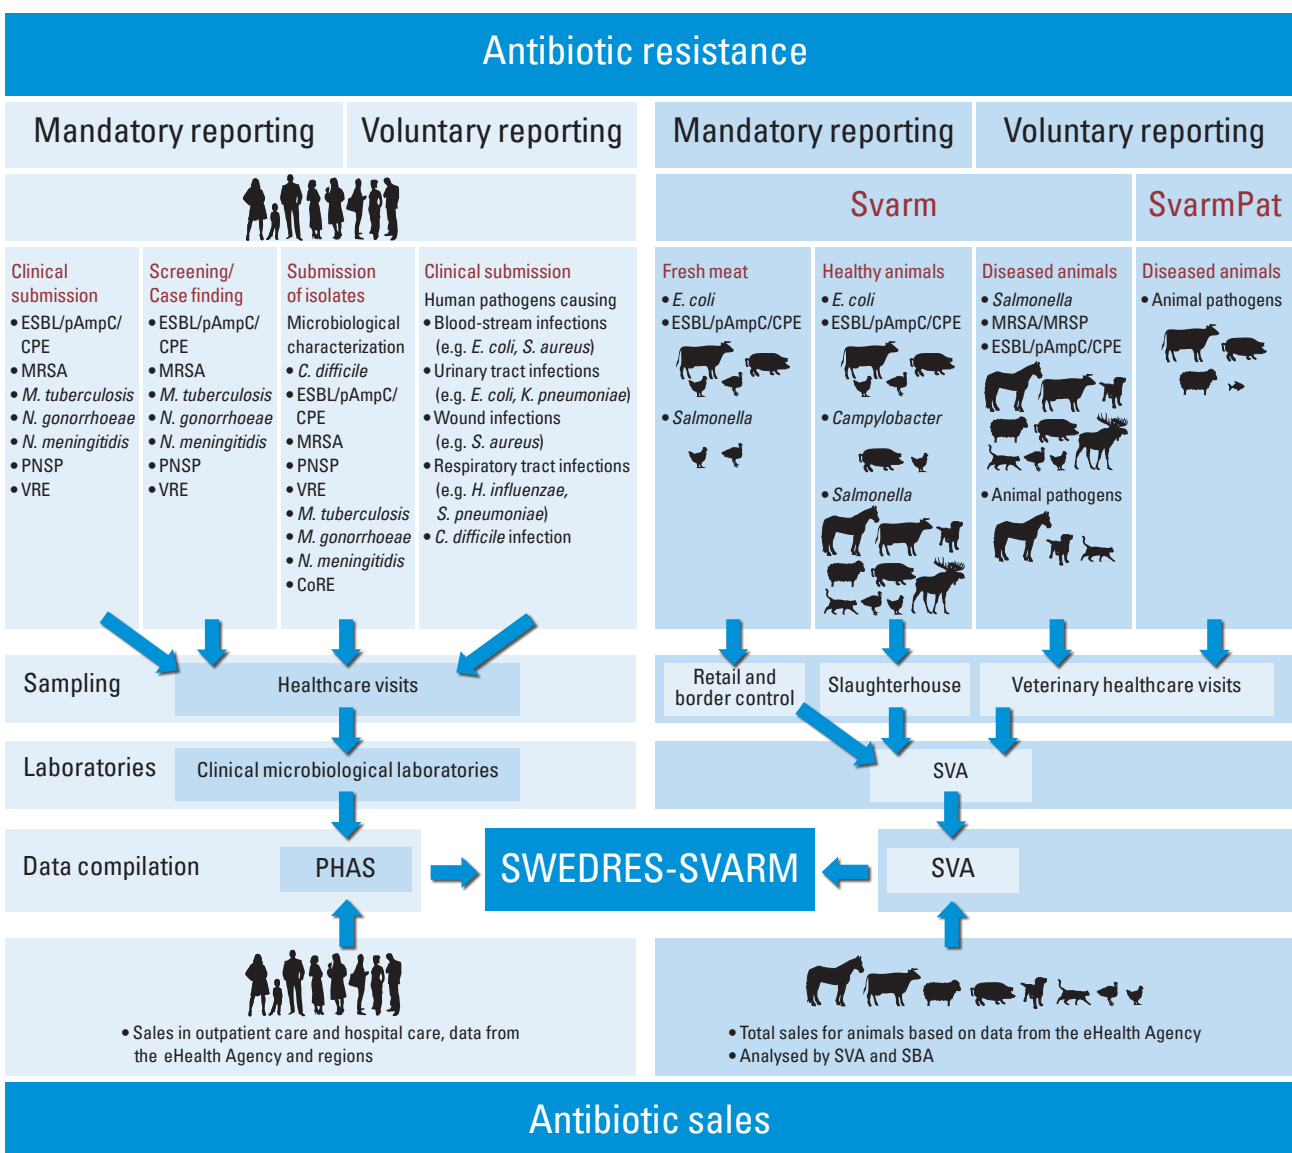 Antibiotic resistance
Mandatory reporting
Voluntary reporting
Mandatory reporting
Voluntary reporting
Svarm
SvarmPat
Clinical
submission
• ESBL/pAmpC/
CPE
• MRSA
• M. tuberculosis
• N. gonorrhoeae
• N. meningitidis
• PNSP
• VRE
Screening/
Case finding
• ESBL/pAmpC/
CPE
• MRSA
• M. tuberculosis
• N. gonorrhoeae
• N. meningitidis
• PNSP
• VRE
Submission
of isolates
Microbiological
characterization
• C. difficile
• ESBL/pAmpC/
CPE
• MRSA
• PNSP
• VRE
• M. tuberculosis
• M. gonorrhoeae
• N. meningitidis
• CoRE
Clinical submission
Human pathogens causing
• Blood-stream infections
(e.g. E. coli, S. aureus)
• Urinary tract infections
(e.g. E. coli, K. pneumoniae)
• Wound infections
(e.g. S. aureus)
• Respiratory tract infections
(e.g. H. influenzae,
S. pneumoniae)
• C. difficile infection
Fresh meat
• E. coli
• ESBL/pAmpC/CPE
• Salmonella
Healthy animals
• E. coli
• ESBL/pAmpC/CPE
• Campylobacter
• Salmonella
Diseased animals
• Salmonella
• MRSA/MRSP
• ESBL/pAmpC/CPE
• Animal pathogens
Diseased animals
• Animal pathogens
Sampling
Healthcare visits
Retail and
border control
Slaughterhouse
Veterinary healthcare visits
Laboratories
Clinical microbiological laboratories
SVA
Data compilation
PHAS
SWEDRES-SVARM
SVA
• Sales in outpatient care and hospital care, data from
the eHealth Agency and regions
• Total sales for animals based on data from the eHealth Agency
• Analysed by SVA and SBA
Antibiotic sales